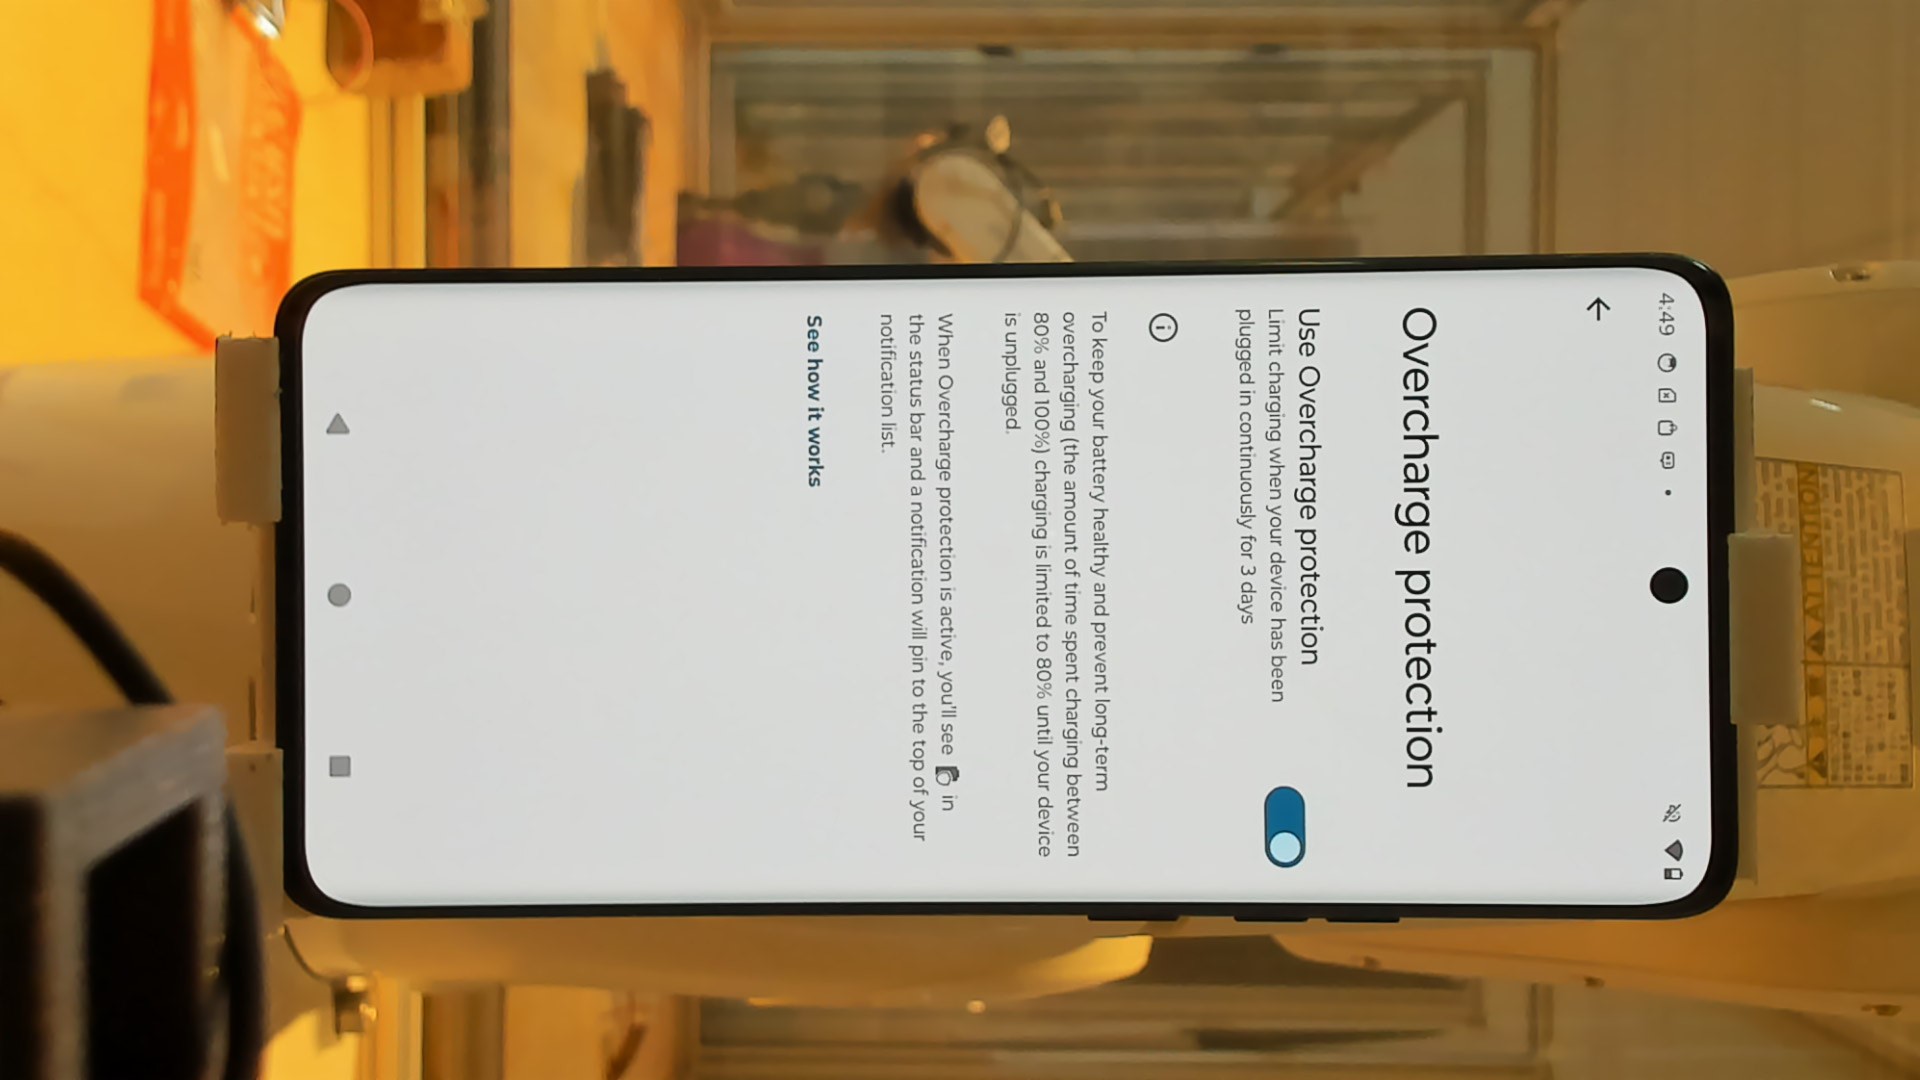 4:49
Overcharge protection
Use Overcharge protection
Limit charging when your device has been
plugged in continuously for 3 days
To keep your battery healthy and prevent long-term
overcharging (the amount of time spent charging between
80% and 100%) charging is limited to 80% until your device
is unplugged.
When Overcharge protection is active, you'll see in
the status bar and a notification will pin to the top of your
notification list.
See how it works
ATTENTION